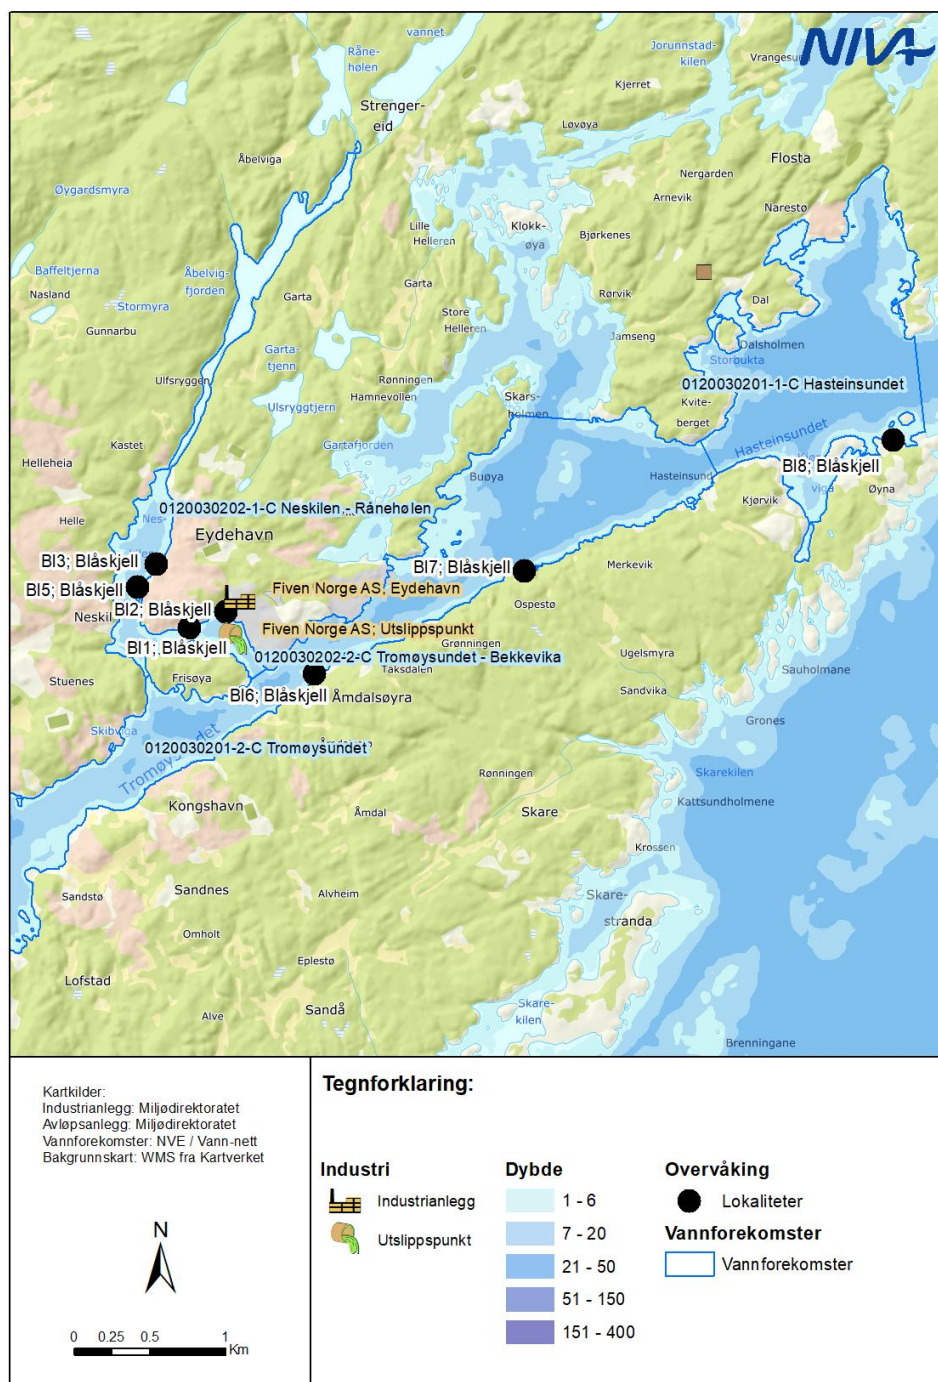 NIVA
vannet
Råne-
hølen
Jorunnstad-
kilen
Vrangesu
Kjerret
Strenger-
eid
Løvøya
Åbelviga
Flosta
Nergarden
Arnevik
Øygardsmyra
Narestø
Lille
Helleren
Klokk-
øya
Bjørkenes
Baffeltjerna
Åbelvig-
fjorden
Nasland
Stormyra
Garta
Garta
Rørvik
Dal
Gunnarbu
Store
Helleren
Garta-
tjenn
Jamseng
Dalsholmen
Storbukta
Ulfsryggen
Rønningen
Hamnevollen
Skars-
holmen
0120030201-1-C Hasteinsundet
Ulsryggtjern
Kvite-
berget
Kastet
Gartafjorden
Hasteinsundet
Helleheia
Buøya
Hasteinsund
Bl8; Blåskjell
viga
Øyna
Kjørvik
0120030202-1-C Neskilen - Rånehølen
Helle
Nes-
Eydehavn
Bl3; Blåskjell
Bl7; Blåskjell
Merkevik
Bl5; Blåskjell
Fiven Norge AS; Eydehavn
Bl2; Blåskjell
Ospestø
Neskil
Fiven Norge AS; Utslippspunkt
Bl1; Blåskjell
Grønningen
Ugelsmyra
0120030202-2-C Tromøysundet - Bekkevika
Taksdalen
Sauholmane
Stuenes
Frisøya
Bl6; Blåskjell
Åmdalsøyra
Sandvika
Grones
Skibviga
0120030201-2-C Tromøysundet
Tromøysundet
Rønningen
Skarekilen
Kongshavn
Åmdal
Skare
Kattsundholmene
Krossen
Sandstø
Sandnes
Alvheim
Skare-
stranda
Omholt
Eplestø
Lofstad
Alve
Sandå
Skare-
kilen
Brenningane
Kartkilder:
Industrianlegg: Miljødirektoratet
Avløpsanlegg: Miljødirektoratet
Vannforekomster: NVE / Vann-nett
Bakgrunnskart: WMS fra Kartverket
N
0 0.25 0.5 1
Km
Tegnforklaring:
Industri
Industrianlegg
Utslippspunkt
Dybde
1 - 6
7 - 20
21 - 50
51 - 150
151 - 400
Overvåking
Lokaliteter
Vannforekomster
Vannforekomster